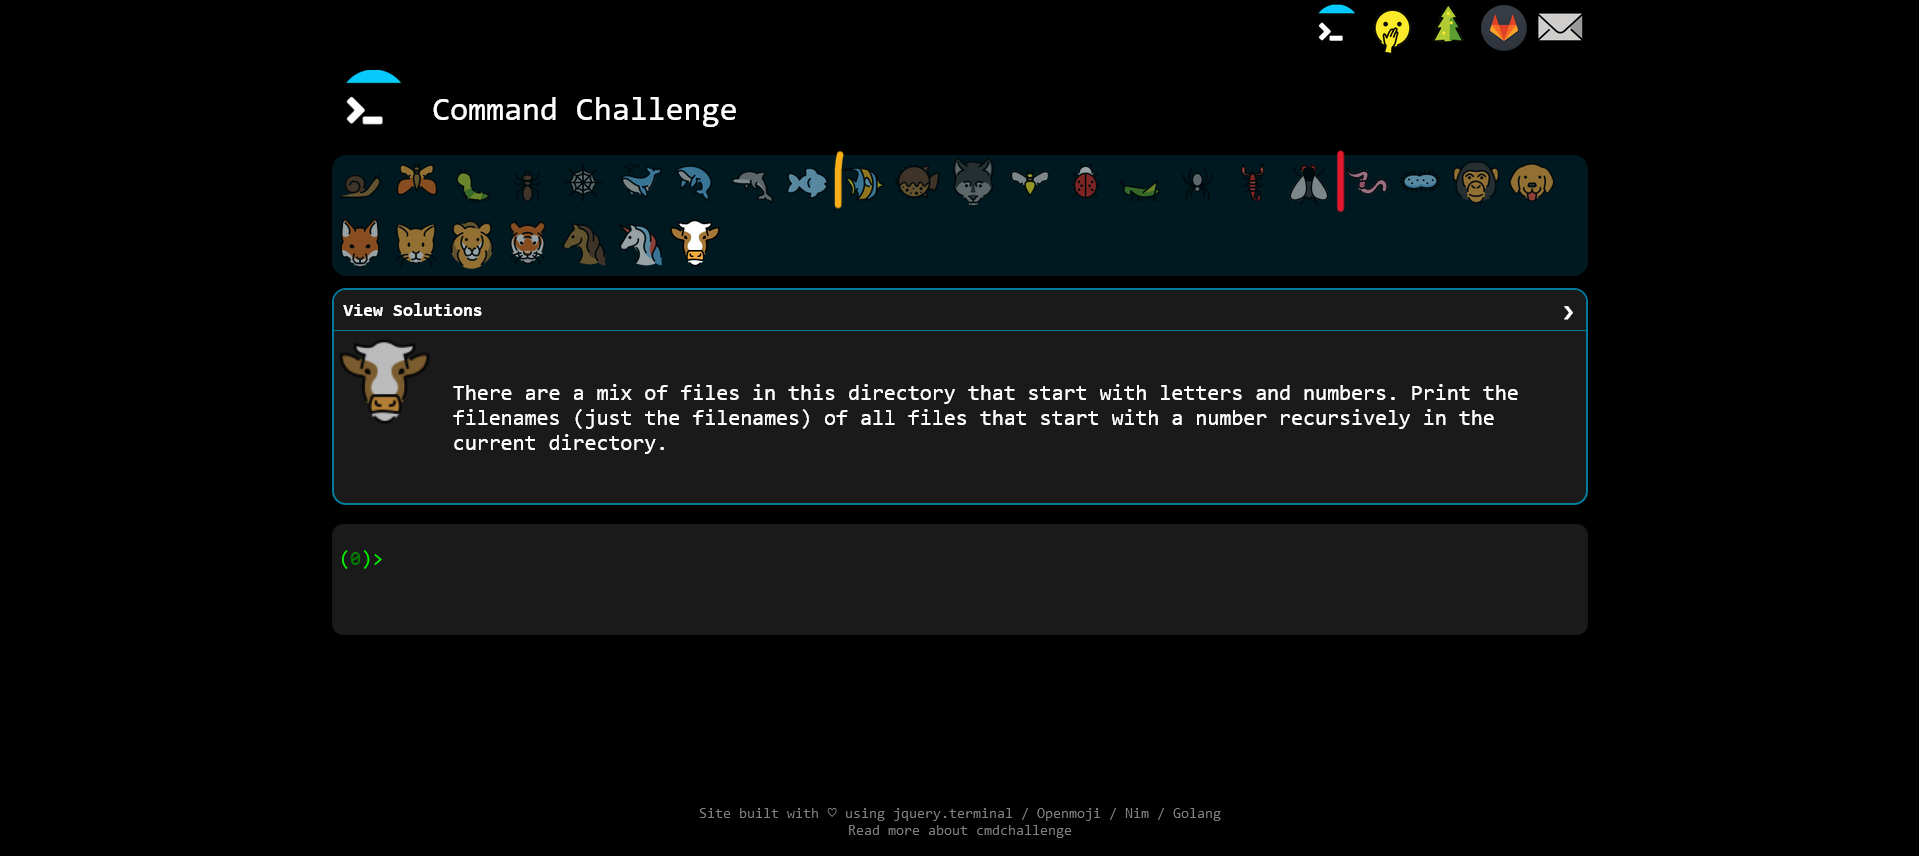 Command Challenge
View Solutions
There are a mix of files in this directory that start with letters and numbers. Print the
filenames (just the filenames) of all files that start with a number recursively in the
current directory.
(0)>
Site built with ♡ using jquery.terminal / Openmoji / Nim / Golang
Read more about cmdchallenge